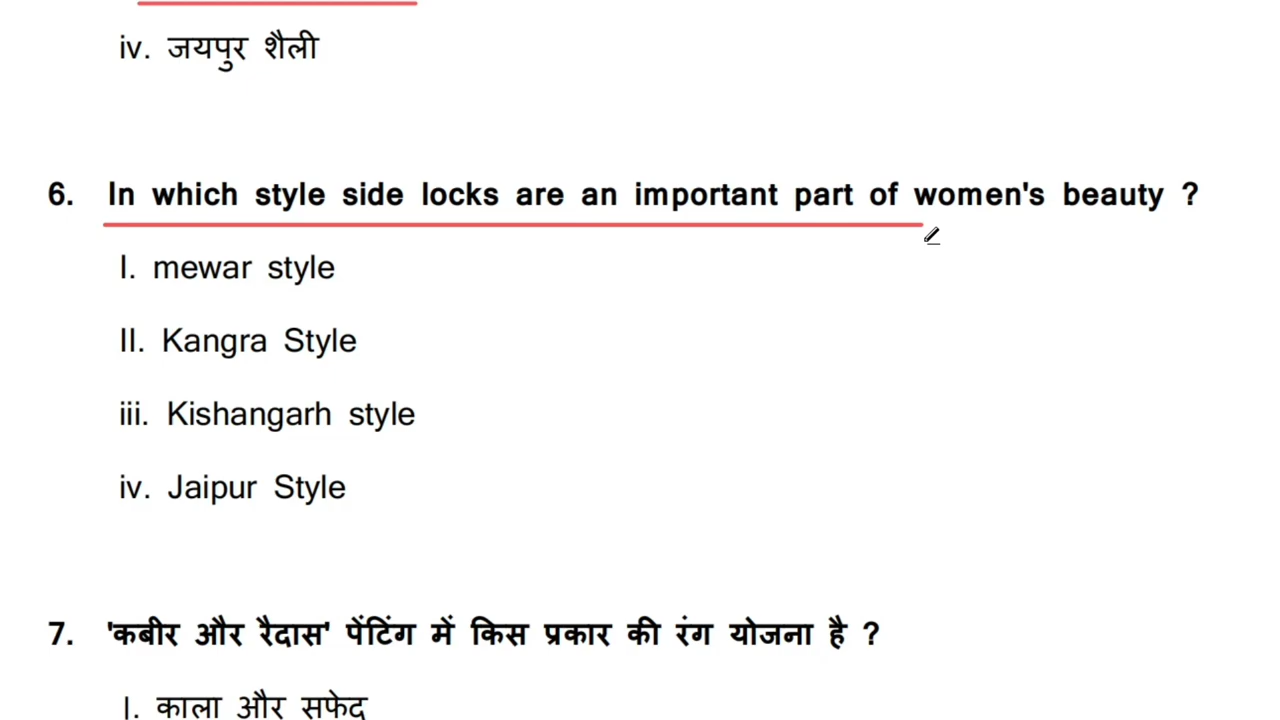 iv. जयपुर शैली
6. In which style side locks are an important part of women's beauty ?
I. mewar style
II. Kangra Style
iii. Kishangarh style
iv. Jaipur Style
7. 'कबीर और रैदास' पेंटिंग में किस प्रकार की रंग योजना है ?
I. काला और सफेद